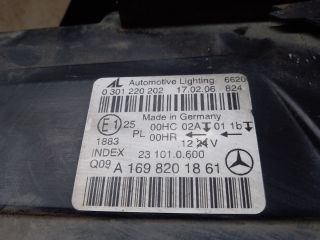 AL Automotive Lighting 6620
0 301 220 202 17.02.06 824
Made in Germany
E1 25 00HC 02A 01 1b
PL 00HR
1883 12 24V
INDEX 23 101.0.600
Q09 A 169 820 18 61